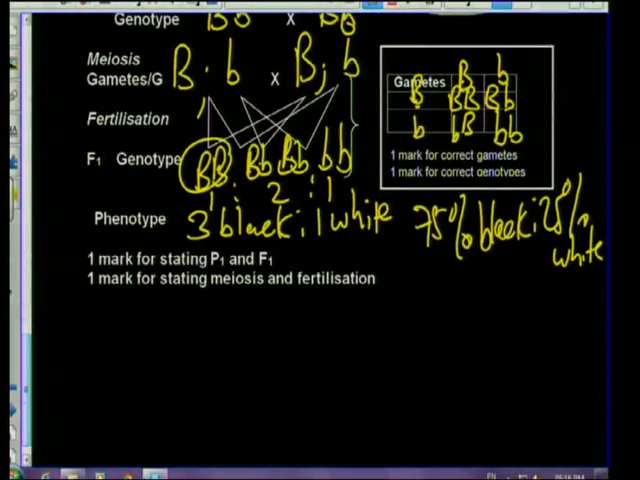 Genotype Bb X Bb
Meiosis
Gametes/G B , b X B ; b
Fertilisation
F1 Genotype BB Bb Bb bb
1 : 2 : 1
Phenotype 3 black : 1 white 75% black : 25% white
Gametes B b
B BB Bb
b bB bb
1 mark for correct gametes
1 mark for correct genotypes
1 mark for stating P1 and F1
1 mark for stating meiosis and fertilisation